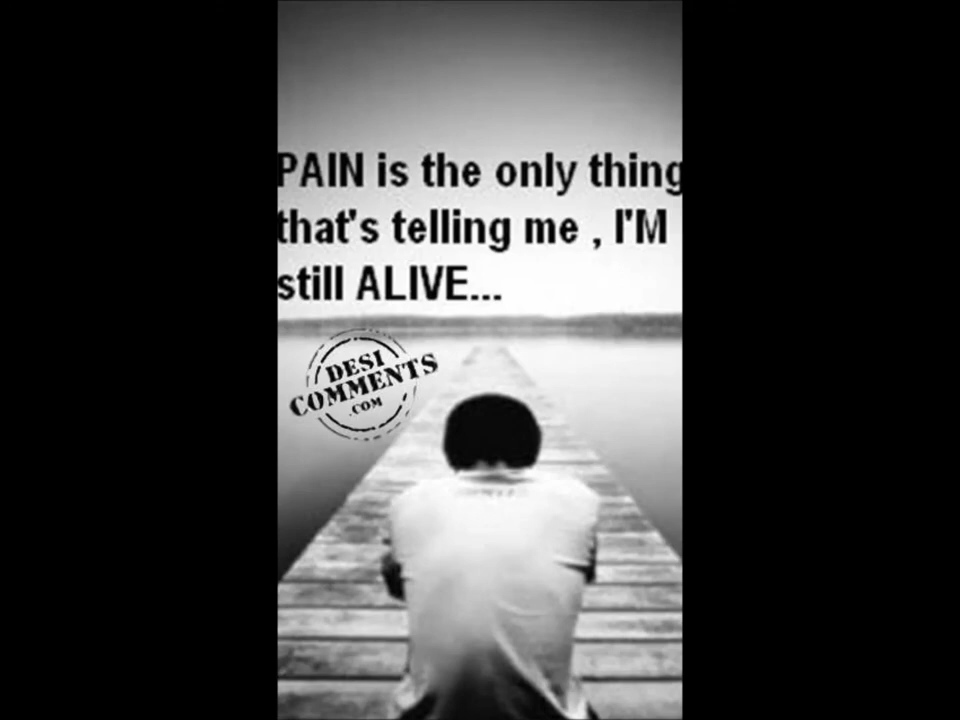 PAIN is the only thing
that's telling me , I'M
still ALIVE...
DESI
COMMENTS
.COM